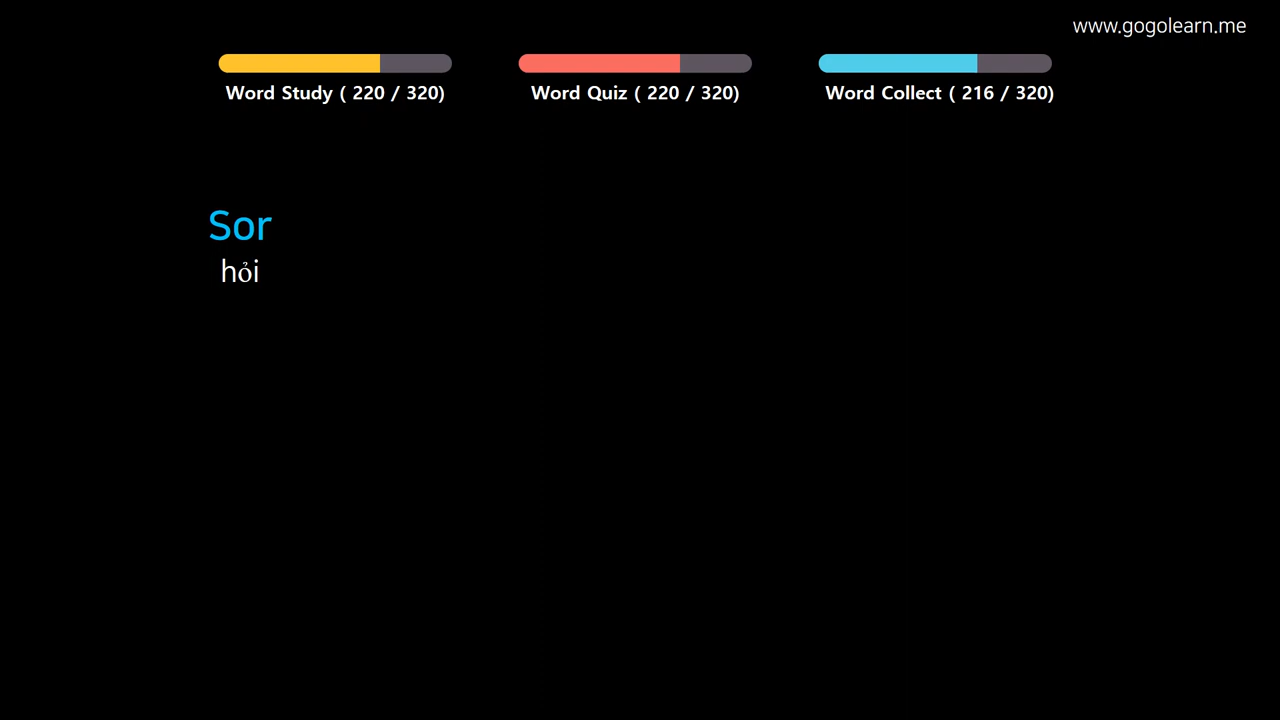 www.gogolearn.me
Word Study ( 220 / 320)
Word Quiz ( 220 / 320)
Word Collect ( 216 / 320)
Sor
hỏi